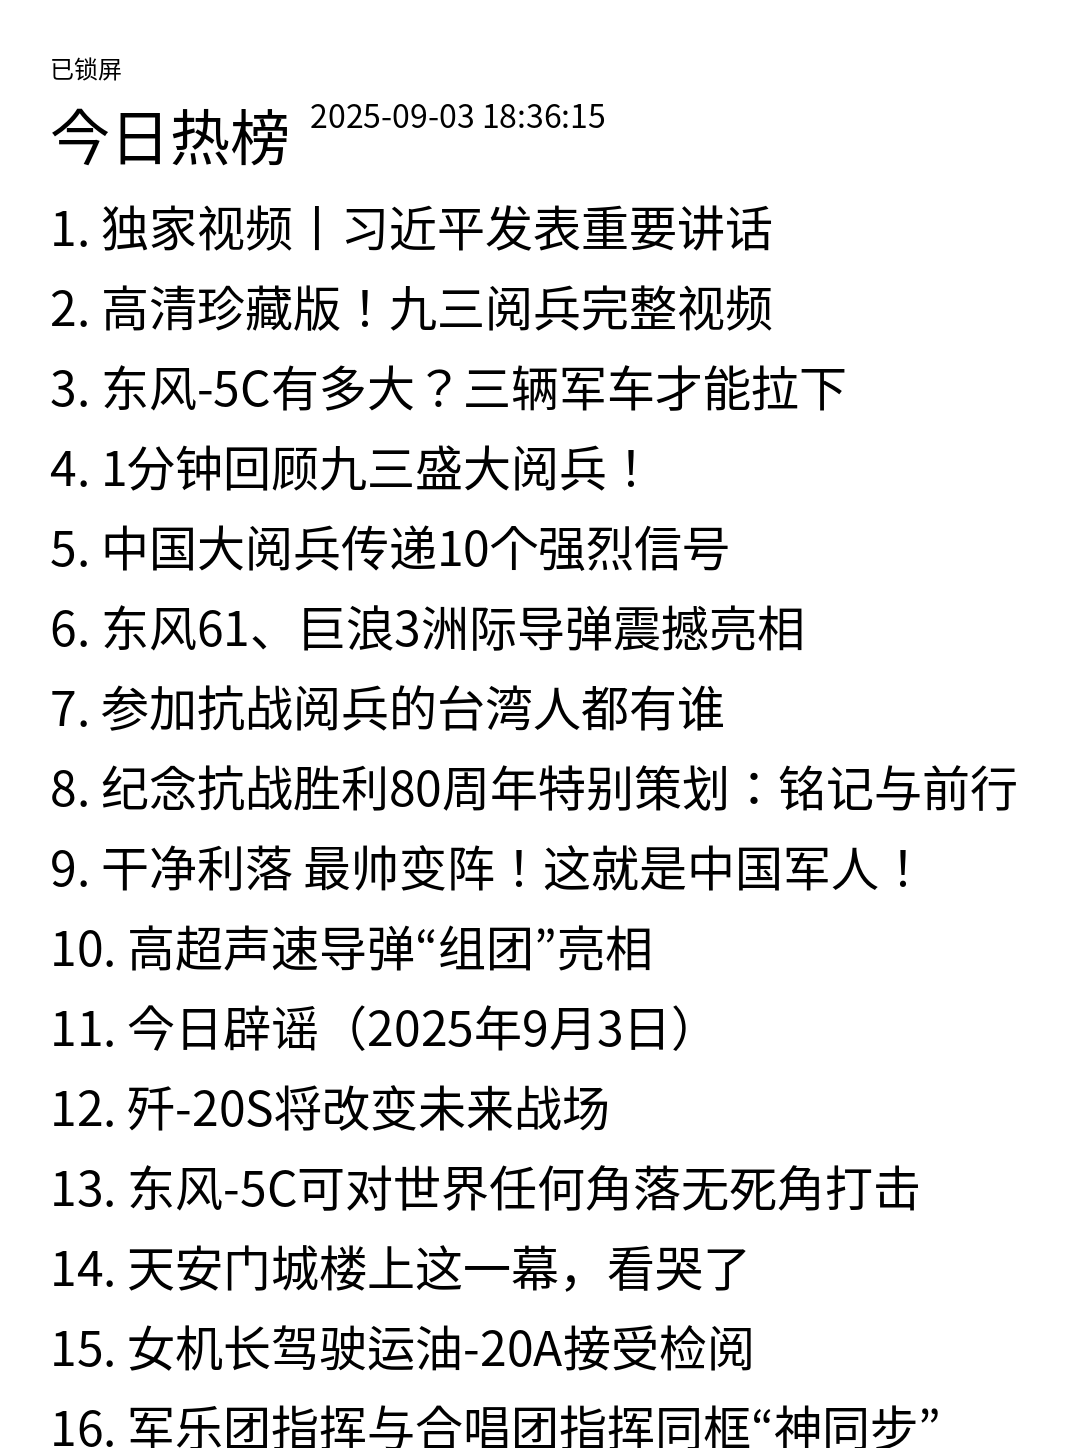 已锁屏
今日热榜 2025-09-03 18:36:15
1. 独家视频丨习近平发表重要讲话
2. 高清珍藏版！九三阅兵完整视频
3. 东风-5C有多大？三辆军车才能拉下
4. 1分钟回顾九三盛大阅兵！
5. 中国大阅兵传递10个强烈信号
6. 东风61、巨浪3洲际导弹震撼亮相
7. 参加抗战阅兵的台湾人都有谁
8. 纪念抗战胜利80周年特别策划：铭记与前行
9. 干净利落 最帅变阵！这就是中国军人！
10. 高超声速导弹“组团”亮相
11. 今日辟谣（2025年9月3日）
12. 歼-20S将改变未来战场
13. 东风-5C可对世界任何角落无死角打击
14. 天安门城楼上这一幕，看哭了
15. 女机长驾驶运油-20A接受检阅
16. 军乐团指挥与合唱团指挥同框“神同步”